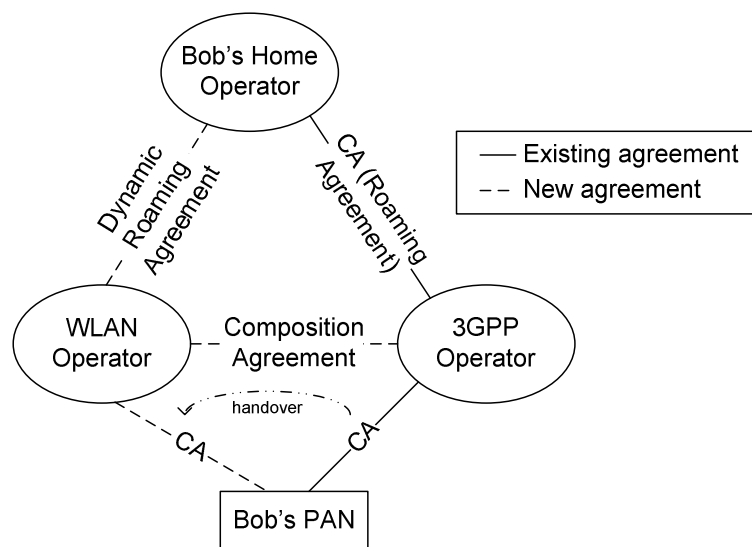 Bob's Home
Operator
Dynamic
Roaming
Agreement
CA (Roaming
Agreement)
Existing agreement
New agreement
WLAN
Operator
Composition
Agreement
3GPP
Operator
handover
CA
CA
Bob's PAN